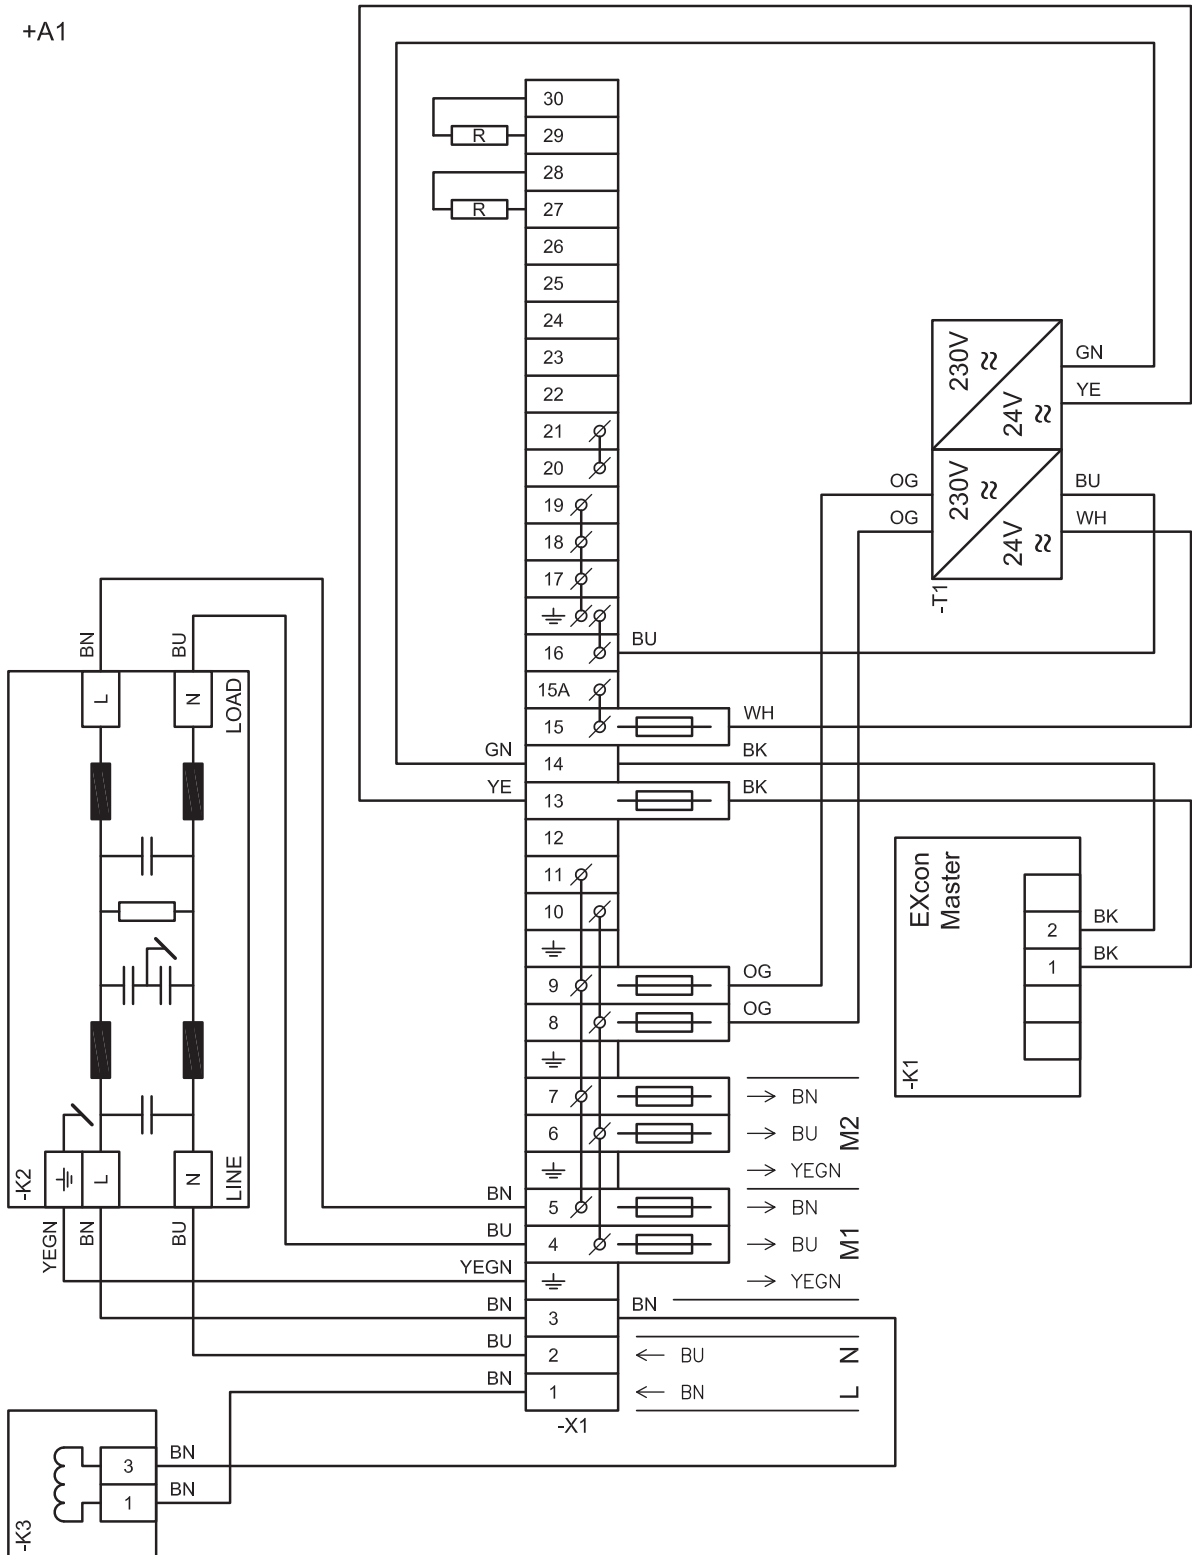 +A1
30
R
29
28
R
27
26
25
24
23
22
21
20
19
18
17
16
BU
15A
15
WH
GN
14
BK
YE
13
BK
12
11
10
9
OG
8
OG
7
BN
6
BU
M2
YEGN
BN
5
BN
BU
4
BU
M1
YEGN
YEGN
BN
3
BN
BU
2
BU
N
BN
1
BN
L
-X1
230V
24V
GN
YE
OG
OG
230V
24V
BU
WH
-T1
EXcon
Master
2
BK
1
BK
-K1
BN
BU
L
N
LOAD
-K2
L
N
LINE
YEGN
BN
BU
3
BN
1
BN
-K3